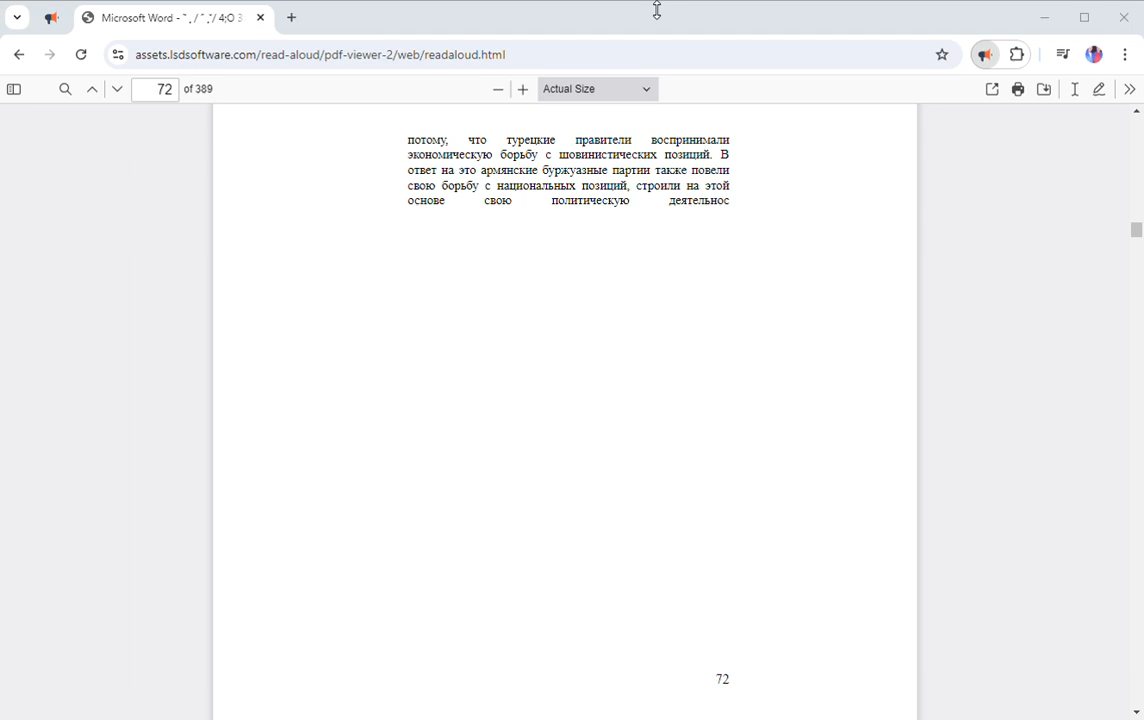 Microsoft Word - ˜ ¸ / ˆ ¸˜/ 4;O 3
assets.lsdsoftware.com/read-aloud/pdf-viewer-2/web/readaloud.html
72 of 389
Actual Size
потому, что турецкие правители воспринимали
экономическую борьбу с шовинистических позиций. В
ответ на это армянские буржуазные партии также повели
свою борьбу с национальных позиций, строили на этой
основе свою политическую деятельнос
72